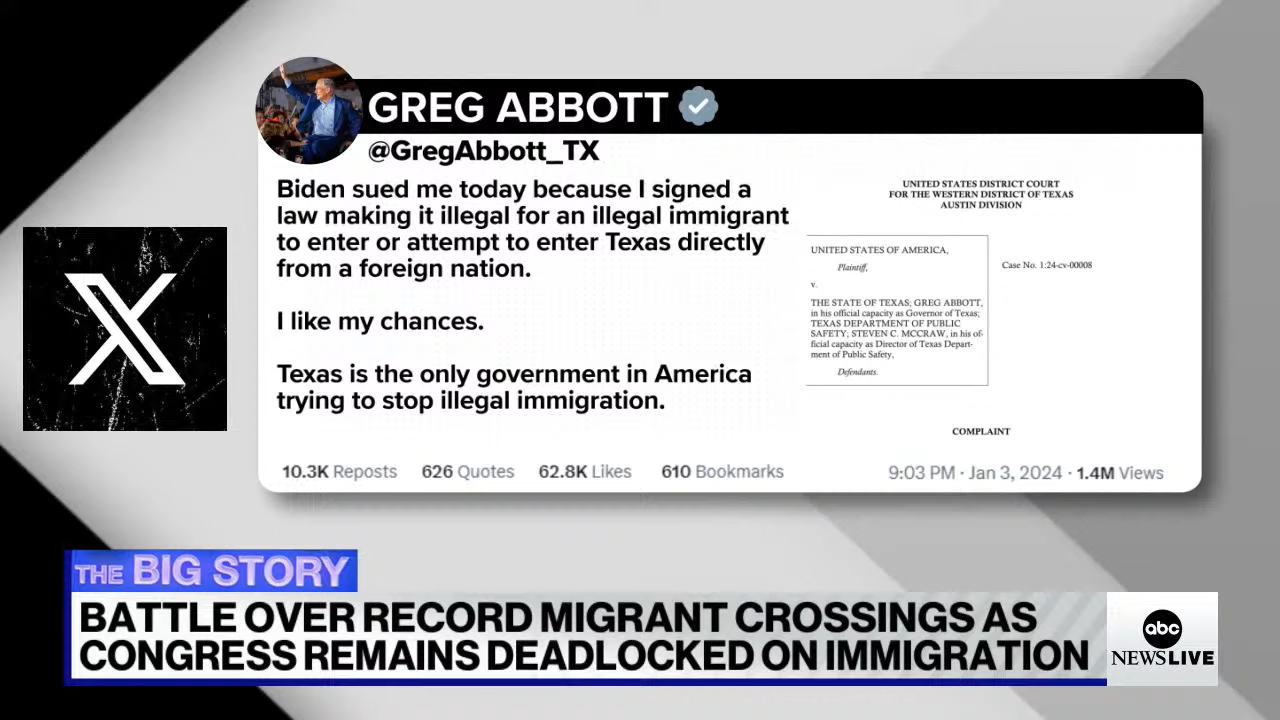 GREG ABBOTT
@GregAbbott_TX
Biden sued me today because I signed a
law making it illegal for an illegal immigrant
to enter or attempt to enter Texas directly
from a foreign nation.
I like my chances.
Texas is the only government in America
trying to stop illegal immigration.
UNITED STATES DISTRICT COURT
FOR THE WESTERN DISTRICT OF TEXAS
AUSTIN DIVISION
UNITED STATES OF AMERICA,
Plaintiff,
v.
THE STATE OF TEXAS; GREG ABBOTT,
in his official capacity as Governor of Texas;
TEXAS DEPARTMENT OF PUBLIC
SAFETY; STEVEN C. MCCRAW, in his of-
ficial capacity as Director of Texas Depart-
ment of Public Safety,
Defendants.
Case No. 1:24-cv-00008
COMPLAINT
10.3K Reposts 626 Quotes 62.8K Likes 610 Bookmarks
9:03 PM · Jan 3, 2024 · 1.4M Views
X
THE BIG STORY
BATTLE OVER RECORD MIGRANT CROSSINGS AS
CONGRESS REMAINS DEADLOCKED ON IMMIGRATION
abc
NEWS LIVE